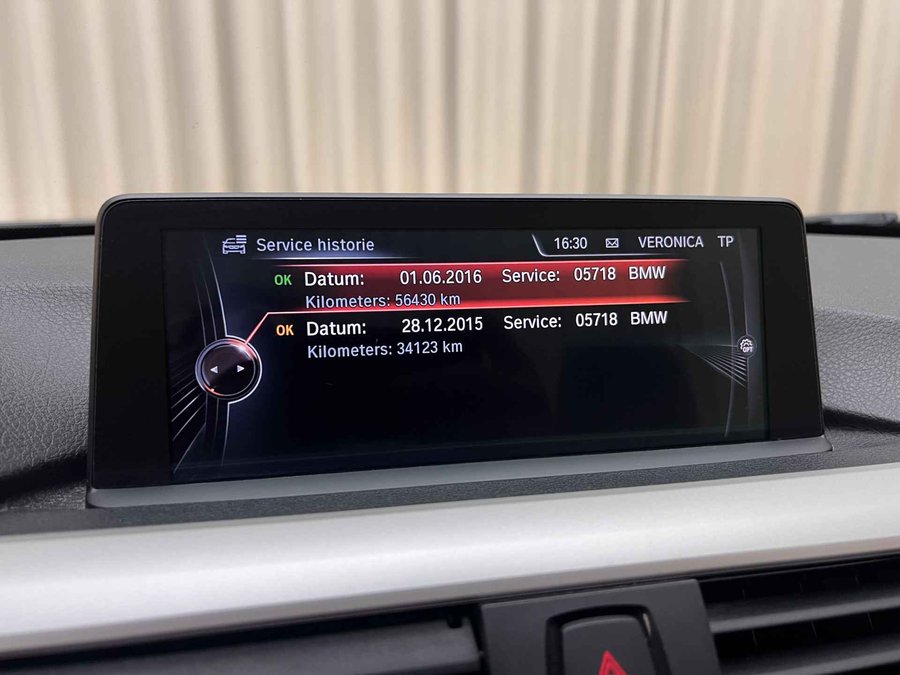 Service historie 16:30 VERONICA TP
OK Datum: 01.06.2016 Service: 05718 BMW
Kilometers: 56430 km
OK Datum: 28.12.2015 Service: 05718 BMW
Kilometers: 34123 km
OPT